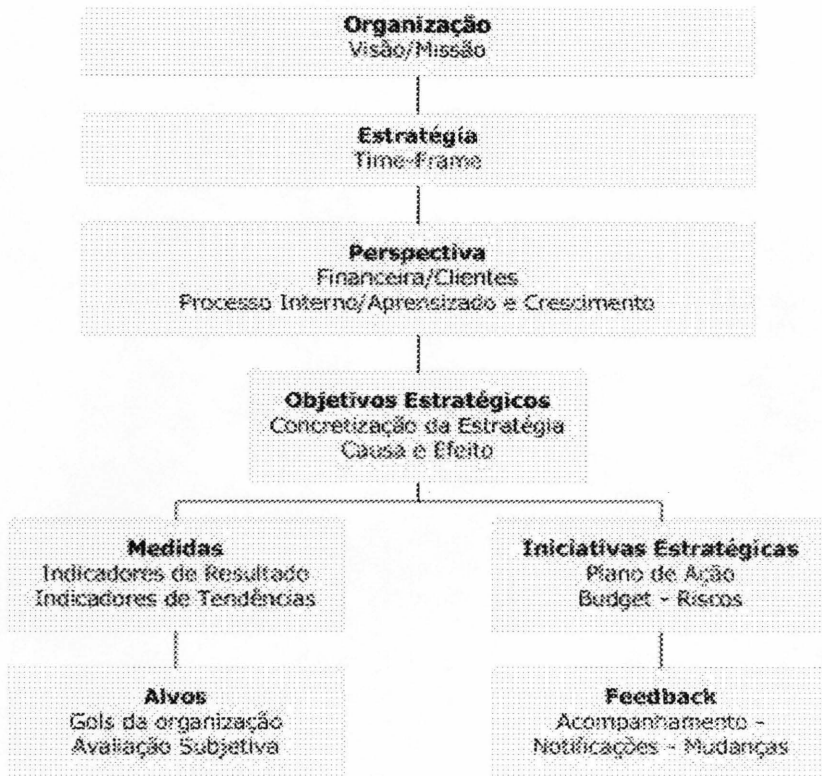 Organização
Visão/Missão
Estratégia
Time-Frame
Perspectiva
Financeira/Clientes
Processo Interno/Aprensizado e Crescimento
Objetivos Estratégicos
Concretização da Estratégia
Causa e Efeito
Medidas
Indicadores de Resultado
Indicadores de Tendências
Iniciativas Estratégicas
Plano de Ação
Budget - Riscos
Alvos
Gols da organização
Avaliação Subjetiva
Feedback
Acompanhamento -
Notificações - Mudanças